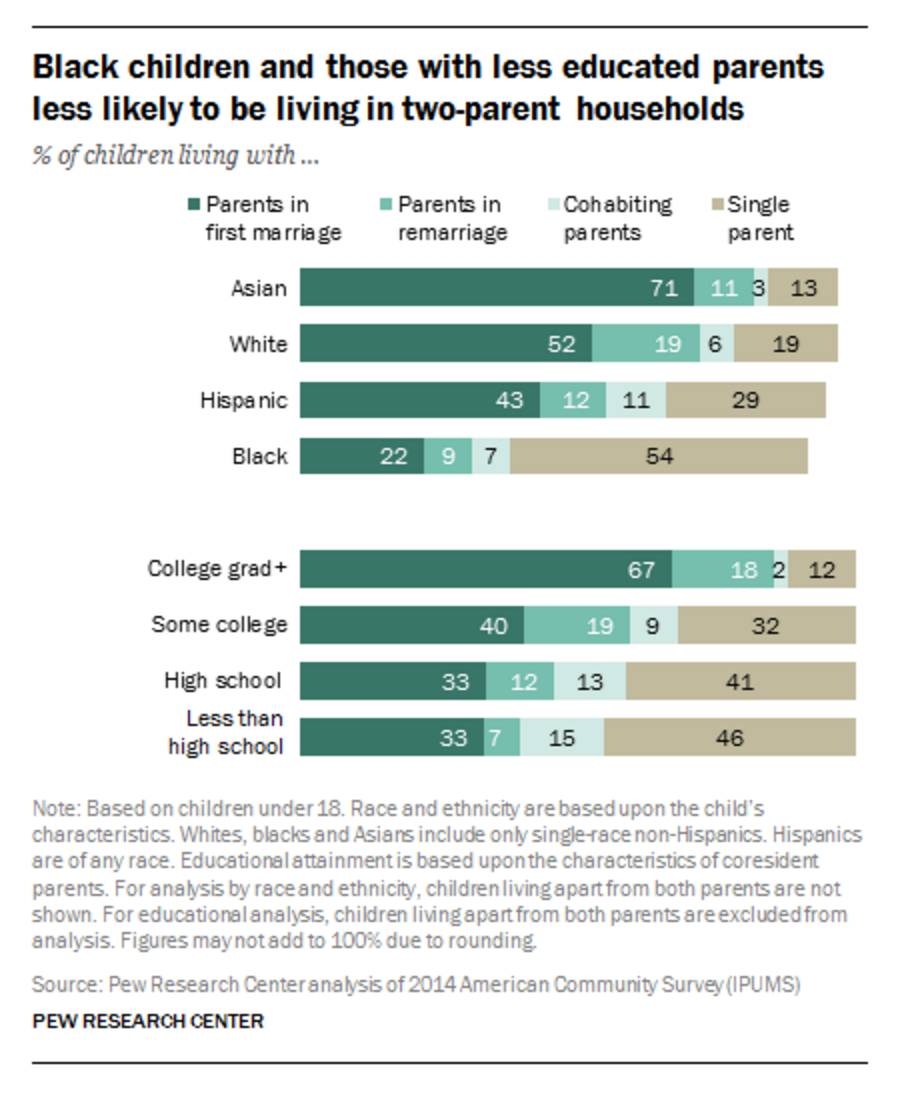 Black children and those with less educated parents
less likely to be living in two-parent households
% of children living with ...
Parents in first marriage
Parents in remarriage
Cohabiting parents
Single parent
Asian 71 11 3 13
White 52 19 6 19
Hispanic 43 12 11 29
Black 22 9 7 54
College grad+ 67 18 2 12
Some college 40 19 9 32
High school 33 12 13 41
Less than
high school 33 7 15 46
Note: Based on children under 18. Race and ethnicity are based upon the child's
characteristics. Whites, blacks and Asians include only single-race non-Hispanics. Hispanics
are of any race. Educational attainment is based upon the characteristics of coresident
parents. For analysis by race and ethnicity, children living apart from both parents are not
shown. For educational analysis, children living apart from both parents are excluded from
analysis. Figures may not add to 100% due to rounding.
Source: Pew Research Center analysis of 2014 American Community Survey (IPUMS)
PEW RESEARCH CENTER